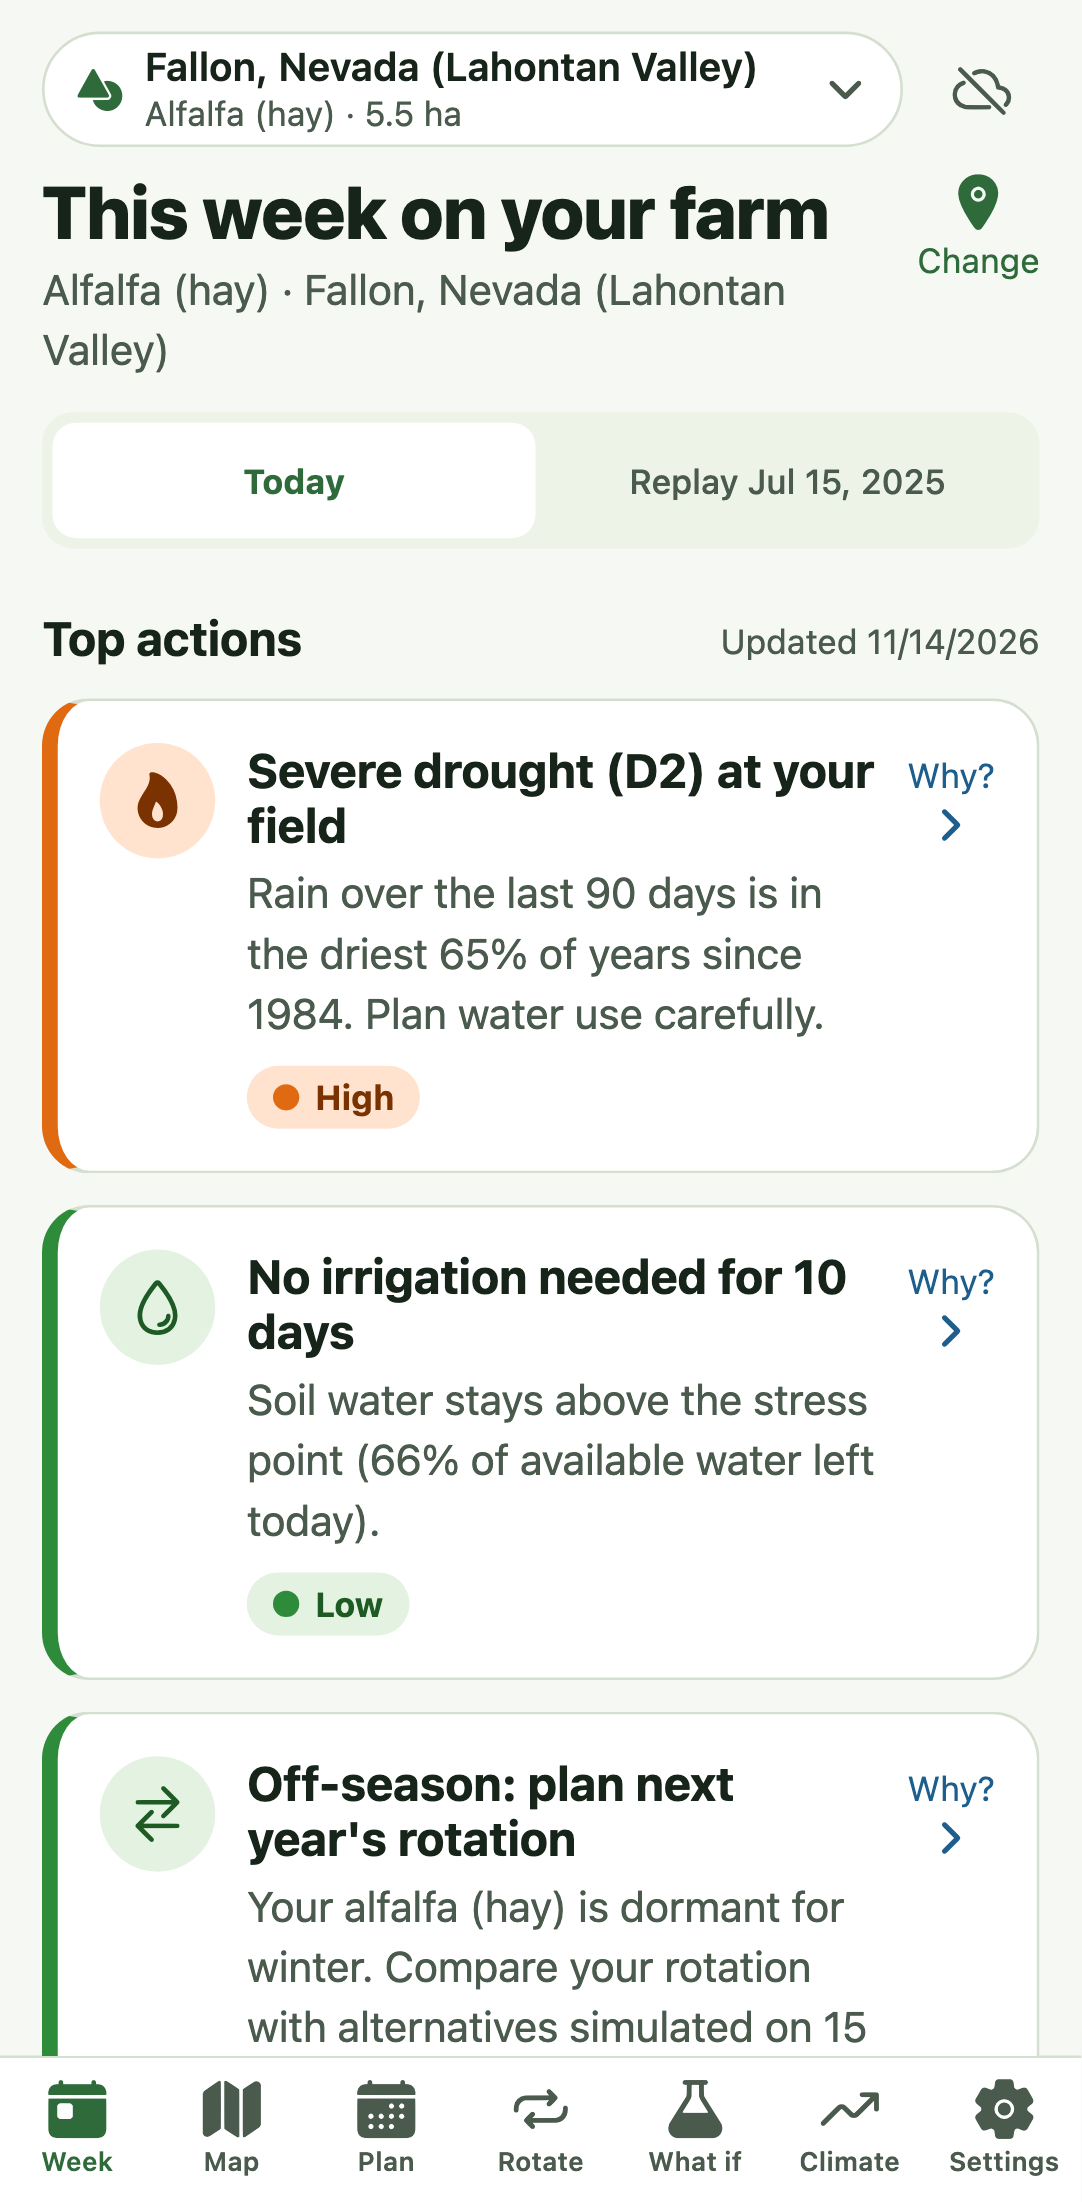 Fallon, Nevada (Lahontan Valley)
Alfalfa (hay) · 5.5 ha
This week on your farm
Change
Alfalfa (hay) · Fallon, Nevada (Lahontan
Valley)
Today
Replay Jul 15, 2025
Top actions
Updated 11/14/2026
Severe drought (D2) at your
field
Why?
Rain over the last 90 days is in
the driest 65% of years since
1984. Plan water use carefully.
High
No irrigation needed for 10
days
Why?
Soil water stays above the stress
point (66% of available water left
today).
Low
Off-season: plan next
year's rotation
Why?
Your alfalfa (hay) is dormant for
winter. Compare your rotation
with alternatives simulated on 15
Week
Map
Plan
Rotate
What if
Climate
Settings